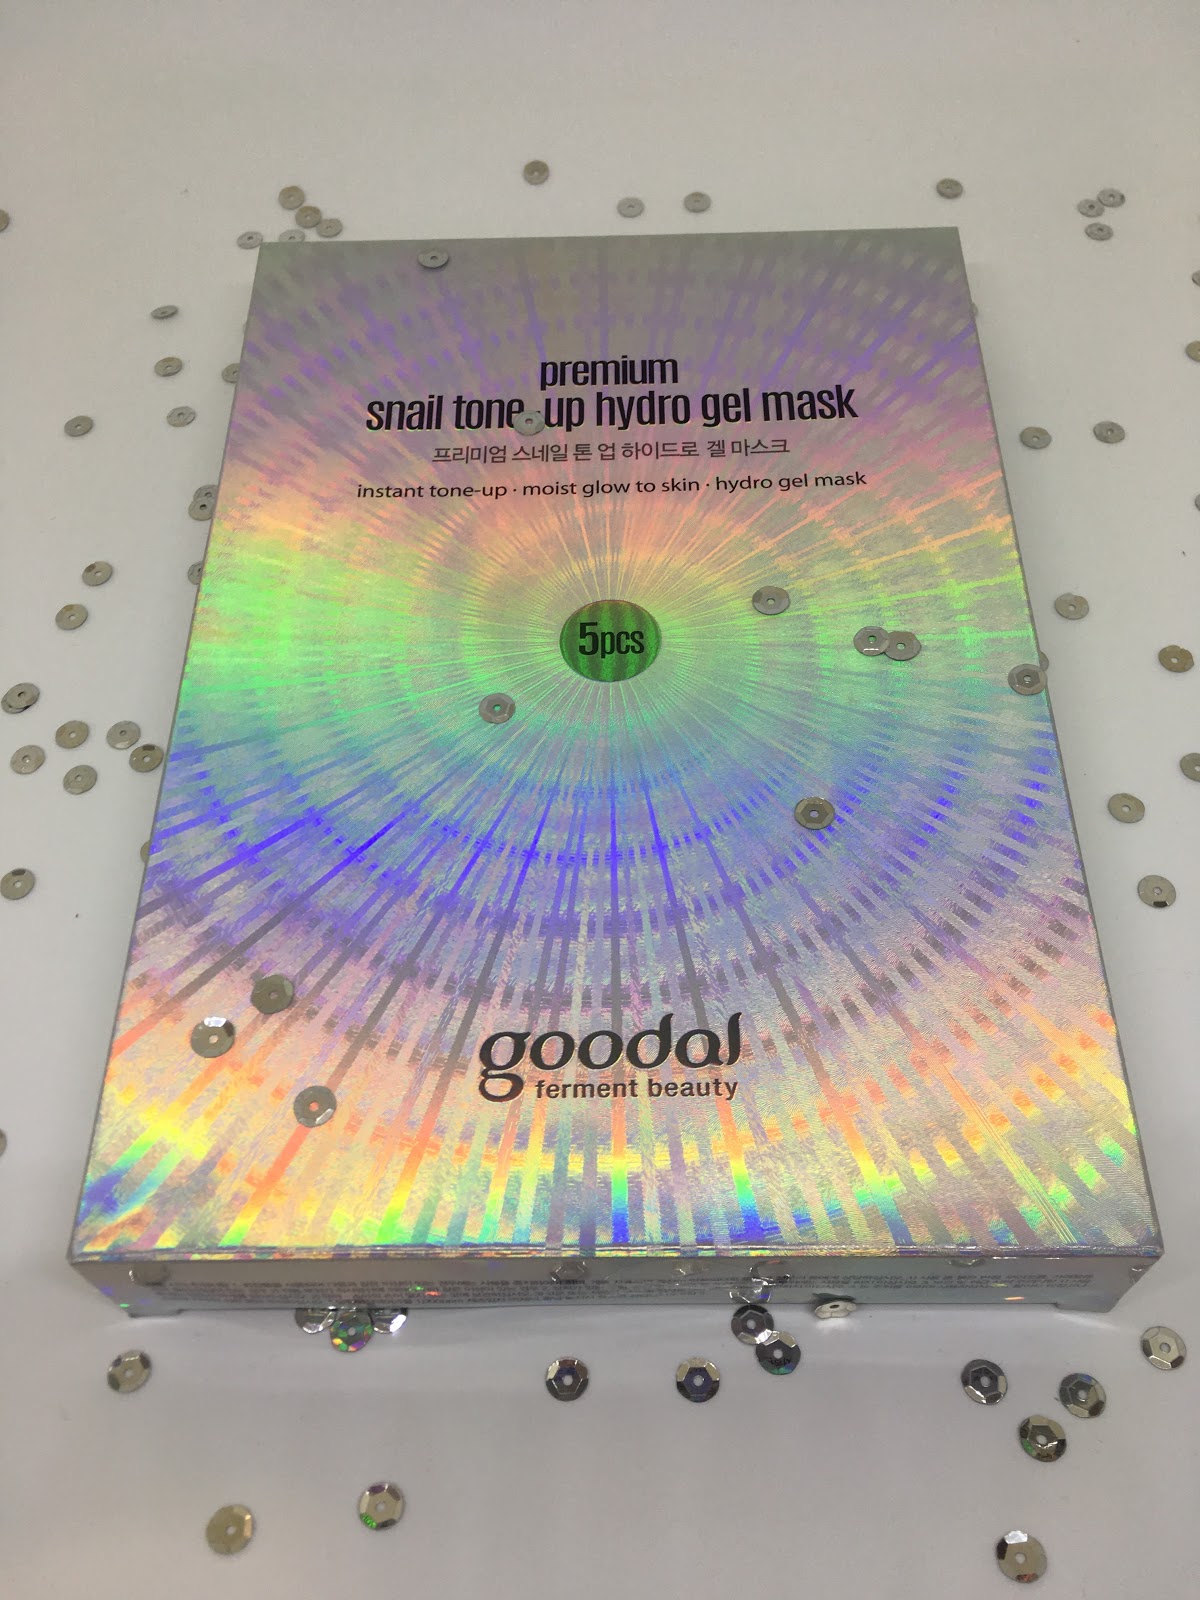 premium
snail tone-up hydro gel mask
프리미엄 스네일 톤 업 하이드로 겔 마스크
instant tone-up · moist glow to skin · hydro gel mask
5pcs
goodal
ferment beauty